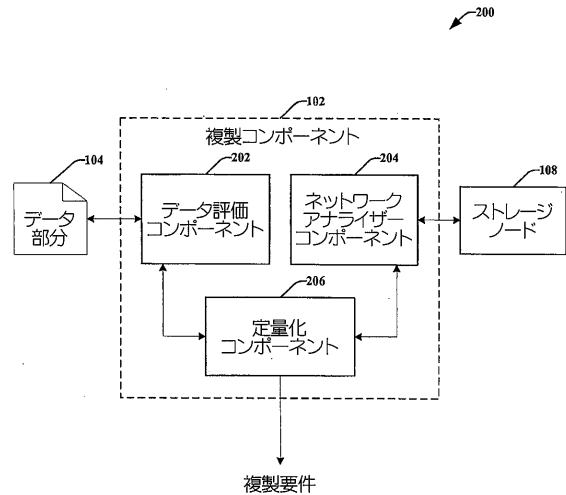 200
102
複製コンポーネント
104
データ
部分
202
データ評価
コンポーネント
204
ネットワーク
アナライザー
コンポーネント
108
ストレージ
ノード
206
定量化
コンポーネント
複製要件